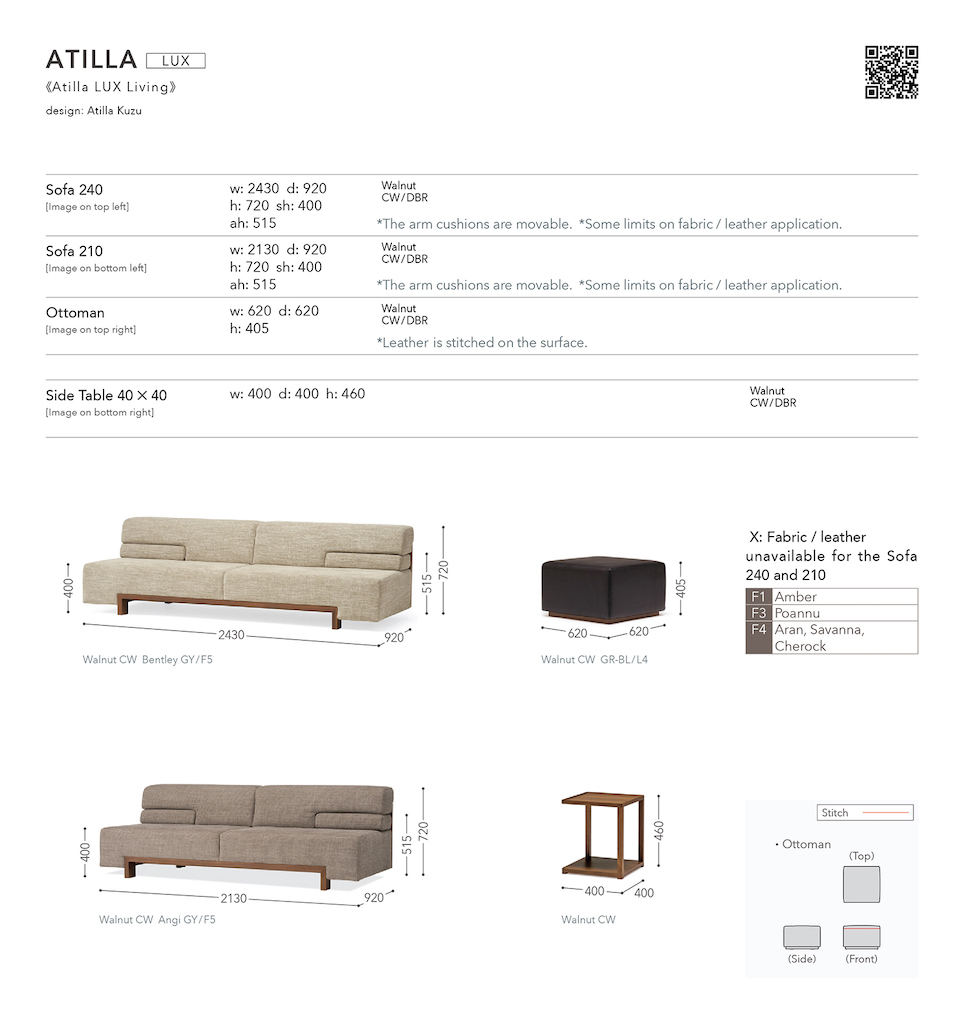 ATILLA LUX
《Atilla LUX Living》
design: Atilla Kuzu
Sofa 240
[Image on top left]
w: 2430 d: 920
h: 720 sh: 400
ah: 515
Walnut
CW/DBR
*The arm cushions are movable. *Some limits on fabric / leather application.
Sofa 210
[Image on bottom left]
w: 2130 d: 920
h: 720 sh: 400
ah: 515
Walnut
CW/DBR
*The arm cushions are movable. *Some limits on fabric / leather application.
Ottoman
[Image on top right]
w: 620 d: 620
h: 405
Walnut
CW/DBR
*Leather is stitched on the surface.
Side Table 40 × 40
[Image on bottom right]
w: 400 d: 400 h: 460
Walnut
CW/DBR
400
515
720
2430
920
Walnut CW Bentley GY/F5
405
620
620
Walnut CW GR-BL/L4
X: Fabric / leather
unavailable for the Sofa
240 and 210
F1 Amber
F3 Poannu
F4 Aran, Savanna,
Cherock
400
515
720
2130
920
Walnut CW Angi GY/F5
460
400
400
Walnut CW
Stitch
・Ottoman
(Top)
(Side)
(Front)